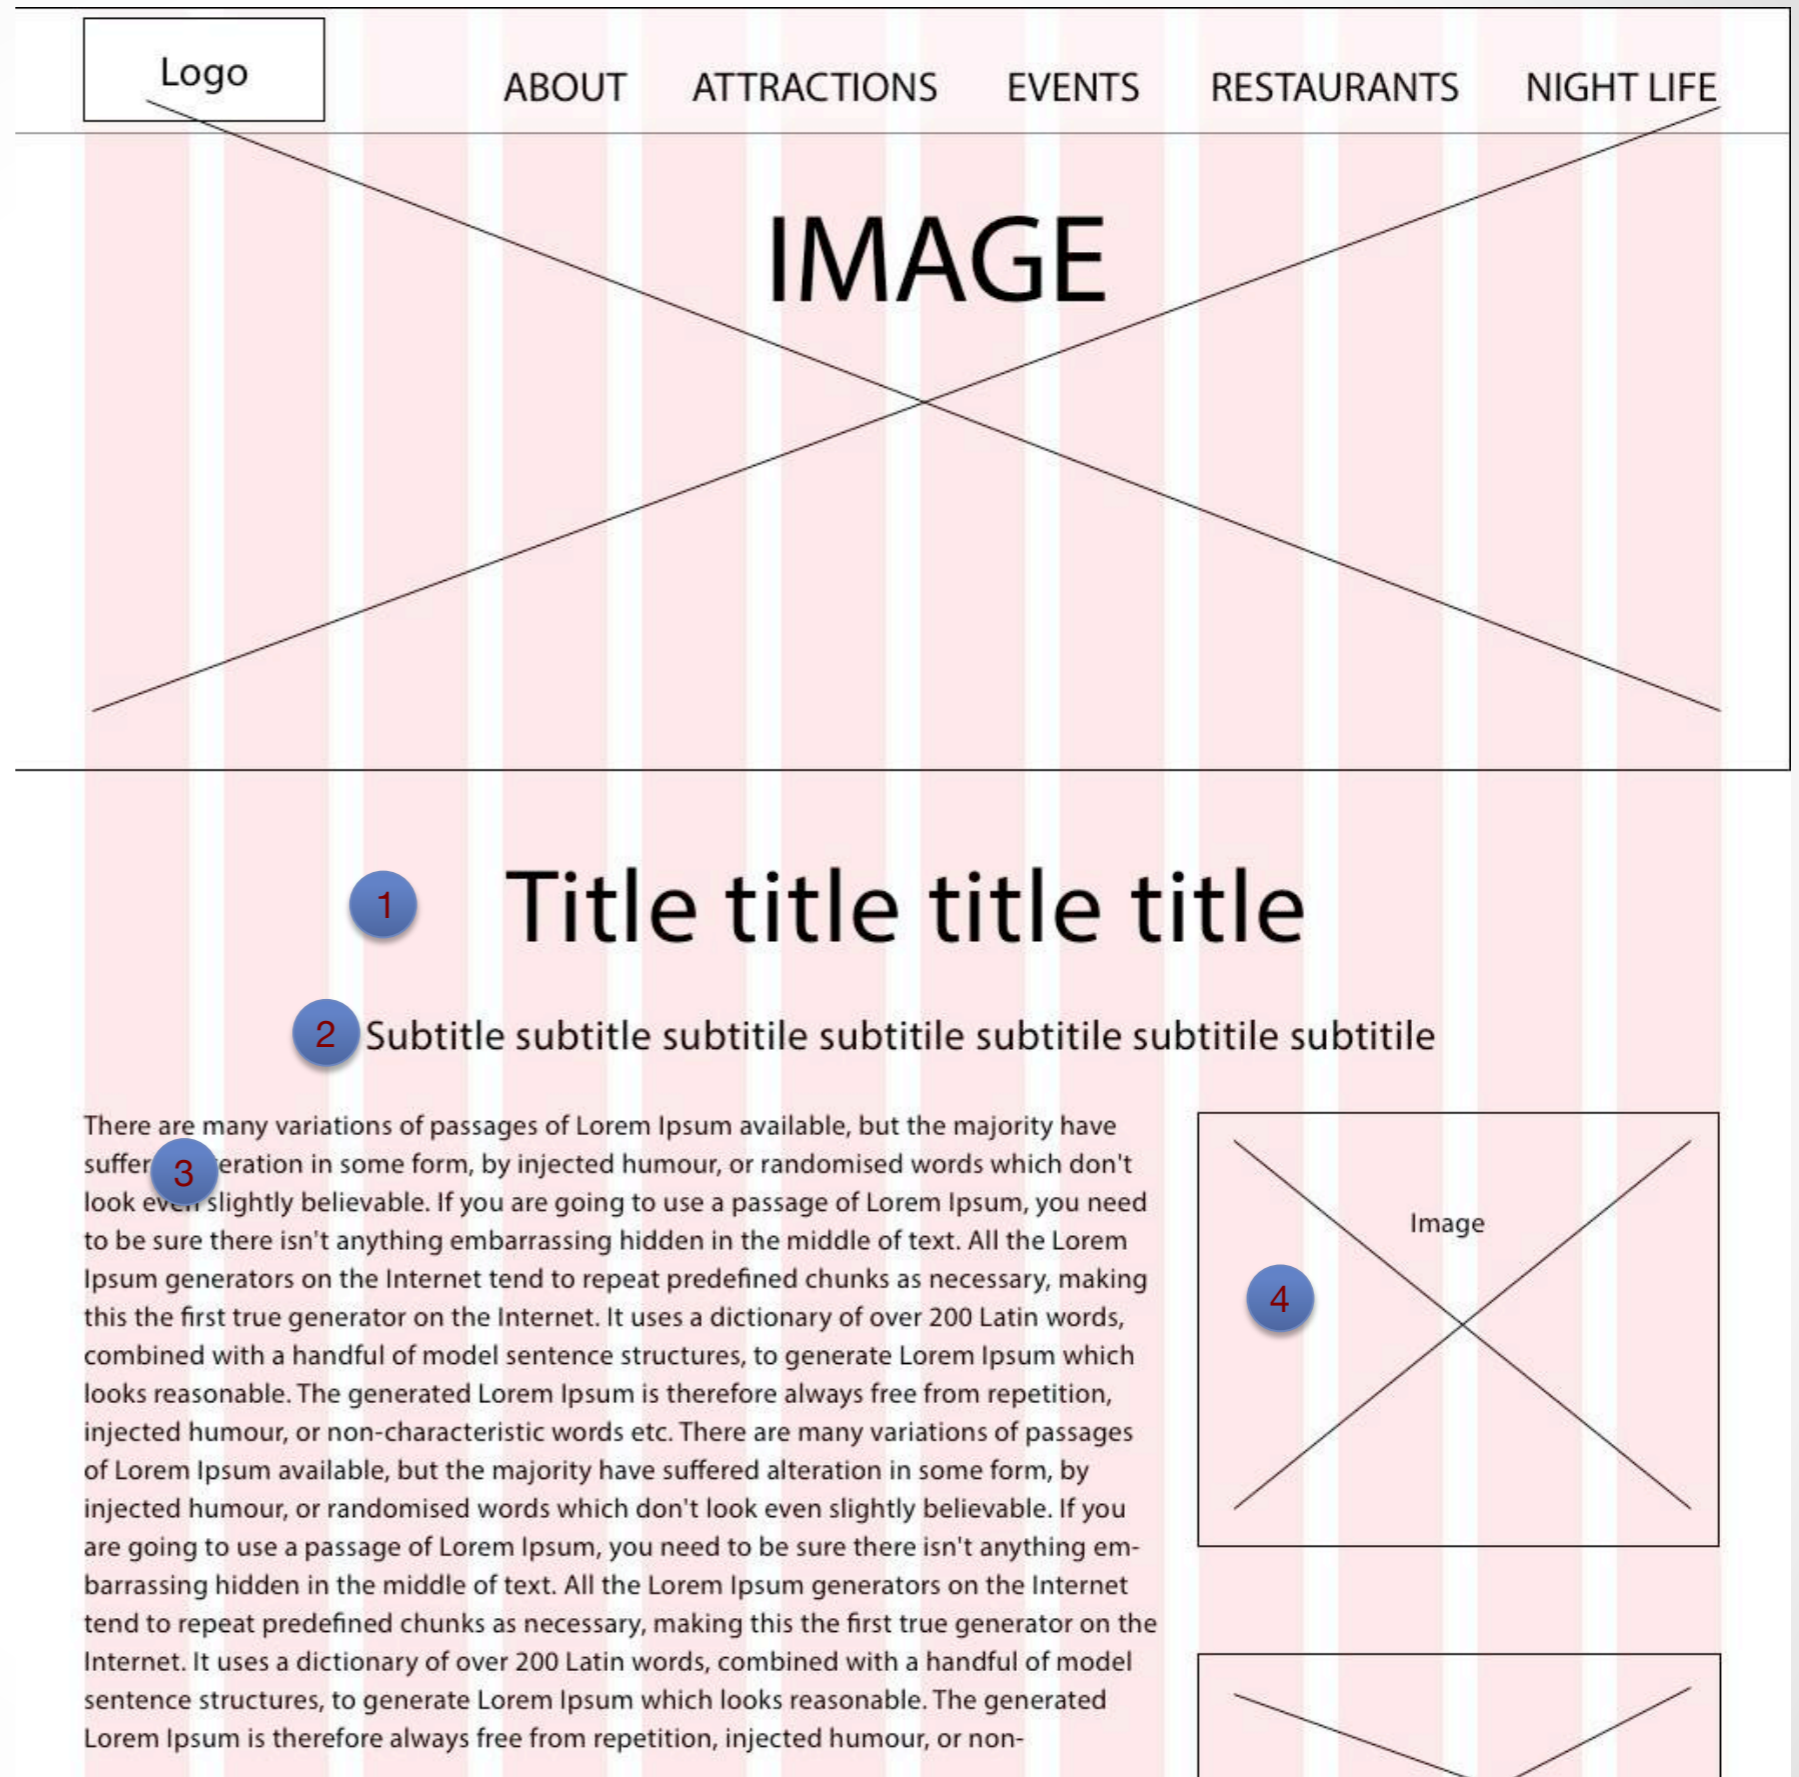 Logo
ABOUT ATTRACTIONS EVENTS RESTAURANTS NIGHT LIFE
IMAGE
1 Title title title title
2 Subtitle subtitle subtitile subtitile subtitile subtitile subtitile
There are many variations of passages of Lorem Ipsum available, but the majority have
suffer 3 eration in some form, by injected humour, or randomised words which don't
look even slightly believable. If you are going to use a passage of Lorem Ipsum, you need
to be sure there isn't anything embarrassing hidden in the middle of text. All the Lorem
Ipsum generators on the Internet tend to repeat predefined chunks as necessary, making
this the first true generator on the Internet. It uses a dictionary of over 200 Latin words,
combined with a handful of model sentence structures, to generate Lorem Ipsum which
looks reasonable. The generated Lorem Ipsum is therefore always free from repetition,
injected humour, or non-characteristic words etc. There are many variations of passages
of Lorem Ipsum available, but the majority have suffered alteration in some form, by
injected humour, or randomised words which don't look even slightly believable. If you
are going to use a passage of Lorem Ipsum, you need to be sure there isn't anything em-
barrassing hidden in the middle of text. All the Lorem Ipsum generators on the Internet
tend to repeat predefined chunks as necessary, making this the first true generator on the
Internet. It uses a dictionary of over 200 Latin words, combined with a handful of model
sentence structures, to generate Lorem Ipsum which looks reasonable. The generated
Lorem Ipsum is therefore always free from repetition, injected humour, or non-
Image
4